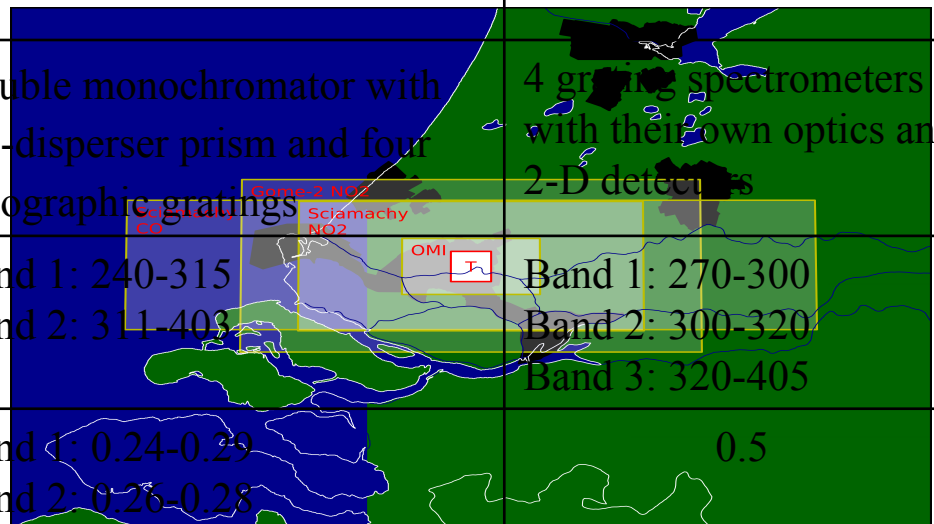 uble monochromator with
-disperser prism and four
ographic gratings
4 grating spectrometers
with their own optics an
2-D detectors
Gome-2 NO2
Sciamachy
CO
Sciamachy
NO2
OMI
T
nd 1: 240-315
nd 2: 311-403
Band 1: 270-300
Band 2: 300-320
Band 3: 320-405
nd 1: 0.24-0.29
nd 2: 0.26-0.28
0.5